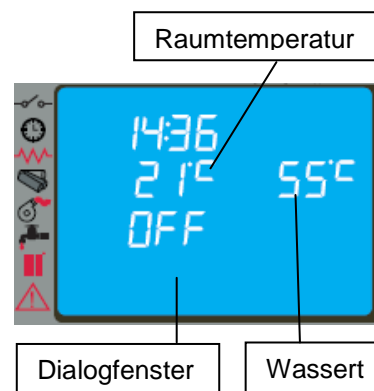 Raumtemperatur
14:36
21°C 55°C
OFF
Dialogfenster Wassert